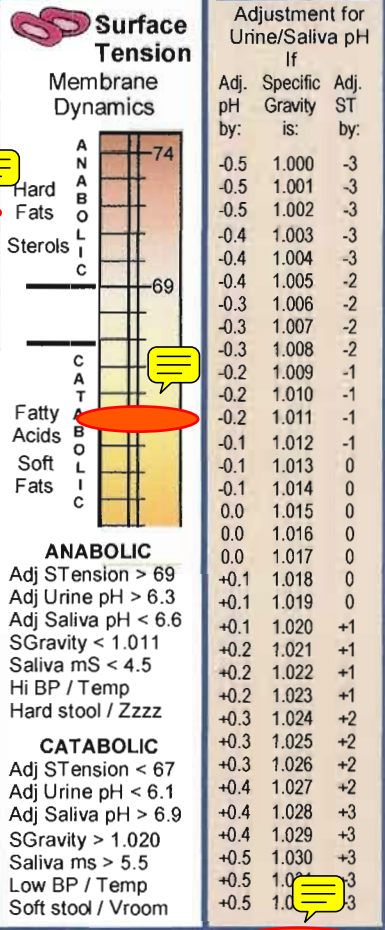 Surface
Tension
Membrane
Dynamics
ANABOLIC
74
Hard
Fats
Sterols
69
CATABOLIC
Fatty
Acids
Soft
Fats
ANABOLIC
Adj STension > 69
Adj Urine pH > 6.3
Adj Saliva pH < 6.6
SGravity < 1.011
Saliva mS < 4.5
Hi BP / Temp
Hard stool / Zzzz
CATABOLIC
Adj STension < 67
Adj Urine pH < 6.1
Adj Saliva pH > 6.9
SGravity > 1.020
Saliva ms > 5.5
Low BP / Temp
Soft stool / Vroom
Adjustment for
Urine/Saliva pH
If
Adj. Specific Adj.
pH Gravity ST
by: is: by:
-0.5 1.000 -3
-0.5 1.001 -3
-0.5 1.002 -3
-0.4 1.003 -3
-0.4 1.004 -3
-0.4 1.005 -2
-0.3 1.006 -2
-0.3 1.007 -2
-0.3 1.008 -2
-0.2 1.009 -1
-0.2 1.010 -1
-0.2 1.011 -1
-0.1 1.012 -1
-0.1 1.013 0
-0.1 1.014 0
0.0 1.015 0
0.0 1.016 0
0.0 1.017 0
+0.1 1.018 0
+0.1 1.019 0
+0.1 1.020 +1
+0.2 1.021 +1
+0.2 1.022 +1
+0.2 1.023 +1
+0.3 1.024 +2
+0.3 1.025 +2
+0.3 1.026 +2
+0.4 1.027 +2
+0.4 1.028 +3
+0.4 1.029 +3
+0.5 1.030 +3
+0.5
+0.5